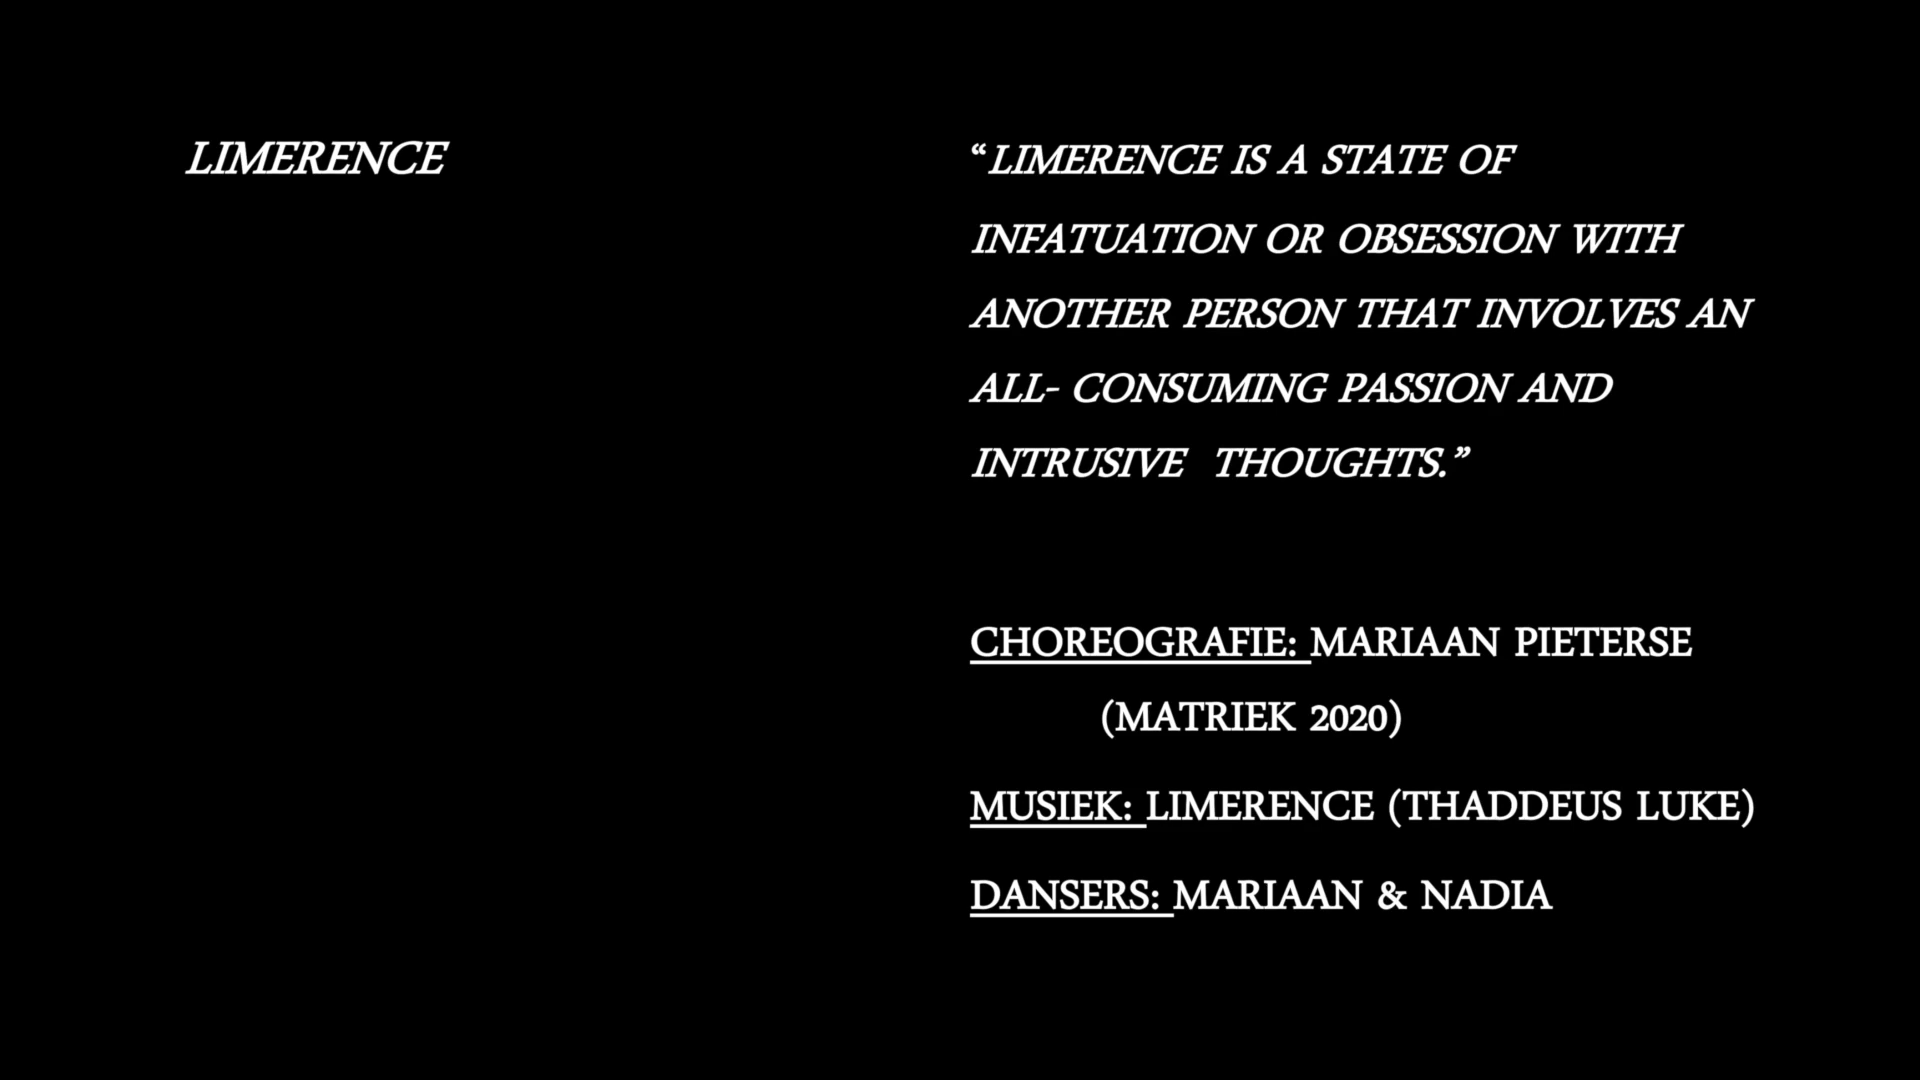 LIMERENCE
“LIMERENCE IS A STATE OF
INFATUATION OR OBSESSION WITH
ANOTHER PERSON THAT INVOLVES AN
ALL- CONSUMING PASSION AND
INTRUSIVE  THOUGHTS.”
CHOREOGRAFIE: MARIAAN PIETERSE
(MATRIEK 2020)
MUSIEK: LIMERENCE (THADDEUS LUKE)
DANSERS: MARIAAN & NADIA